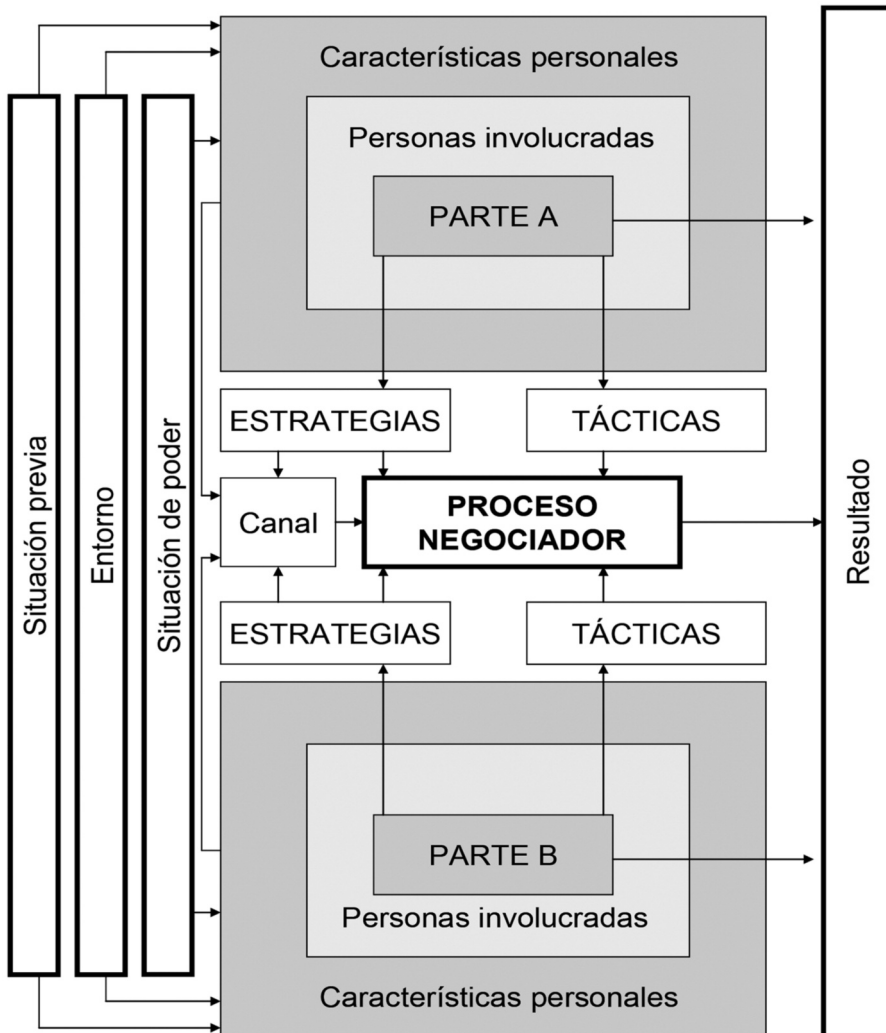 Características personales
Personas involucradas
PARTE A
ESTRATEGIAS
TÁCTICAS
Situación previa
Entorno
Situación de poder
Canal
PROCESO
NEGOCIADOR
Resultado
ESTRATEGIAS
TÁCTICAS
PARTE B
Personas involucradas
Características personales